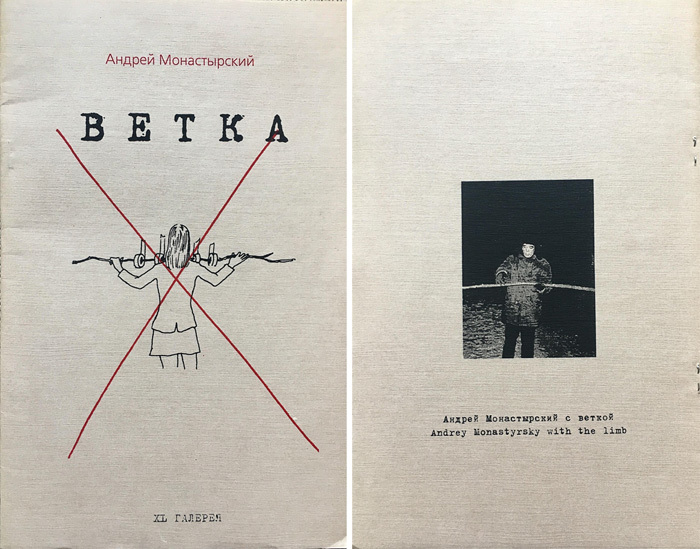 Андрей Монастырский
ВЕТКА
XL ГАЛЕРЕЯ
Андрей Монастырский с веткой
Andrey Monastyrsky with the limb